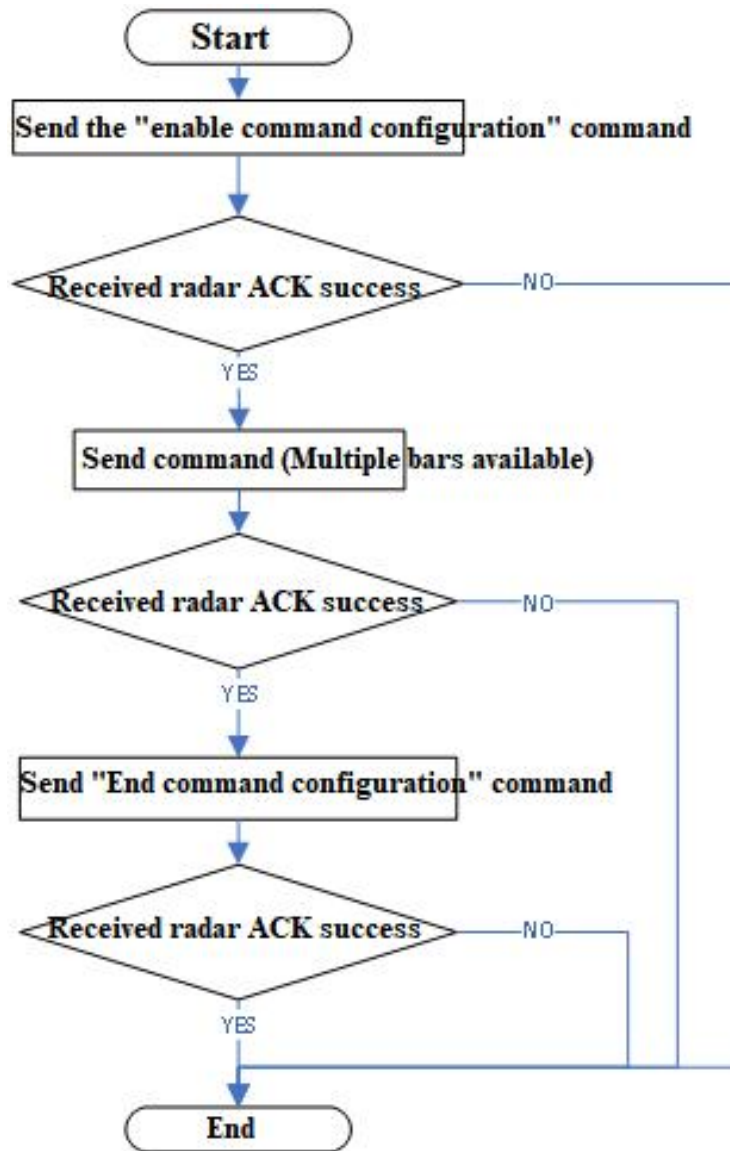 Start
Send the "enable command configuration" command
Received radar ACK success
NO
YES
Send command (Multiple bars available)
Received radar ACK success
NO
YES
Send "End command configuration" command
Received radar ACK success
NO
YES
End